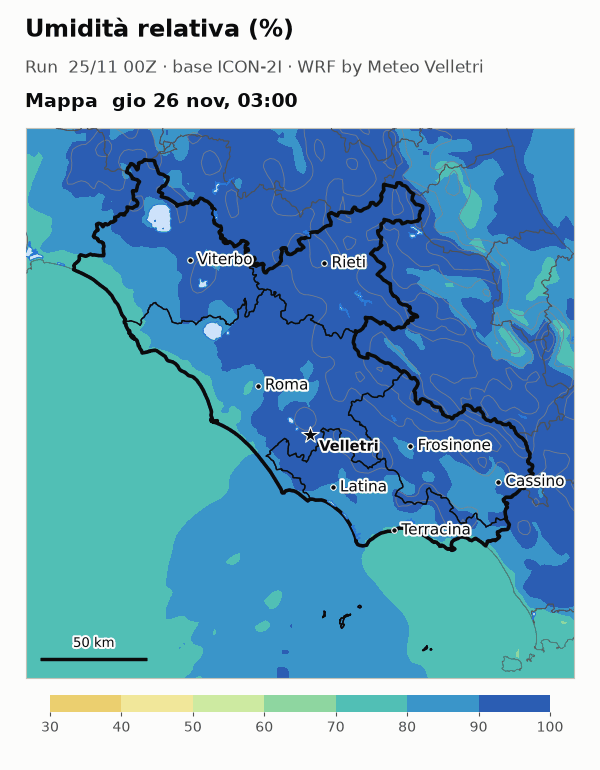 Umidità relativa (%)
Run  25/11 00Z · base ICON-2I · WRF by Meteo Velletri
Mappa  gio 26 nov, 03:00
Viterbo
Rieti
Roma
Velletri
Frosinone
Cassino
Latina
Terracina
50 km
30 40 50 60 70 80 90 100